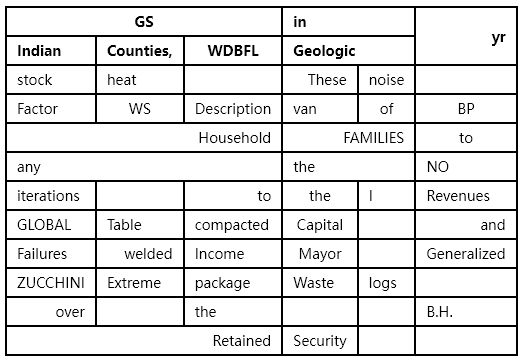 GS in yr
Indian Counties, WDBFL Geologic
stock heat These noise
Factor WS Description van of BP
Household FAMILIES to
any the NO
iterations to the l Revenues
GLOBAL Table compacted Capital and
Failures welded Income Mayor Generalized
ZUCCHINI Extreme package Waste logs
over the B.H.
Retained Security